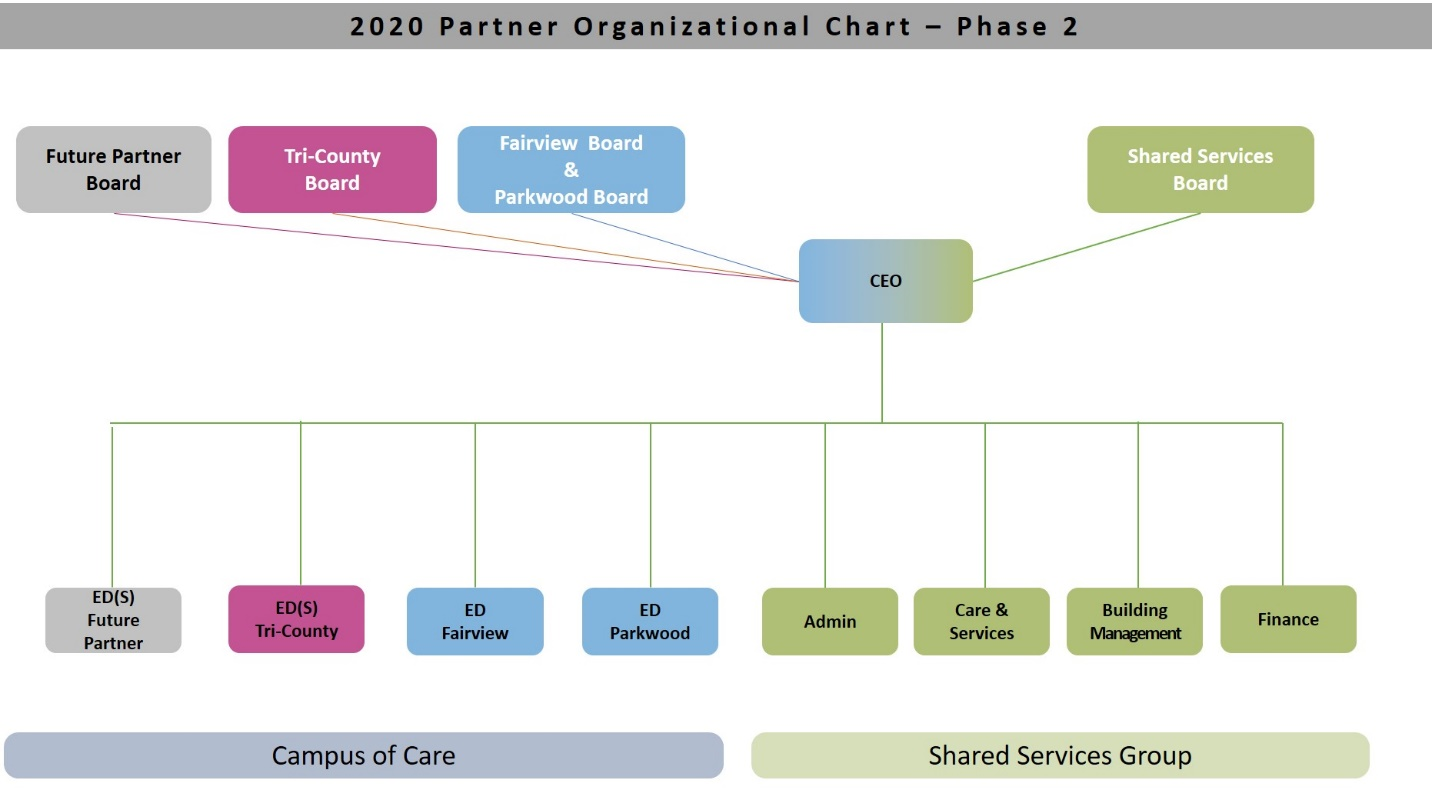 2020 Partner Organizational Chart – Phase 2
Future Partner
Board
Tri-County
Board
Fairview Board
&
Parkwood Board
Shared Services
Board
CEO
ED(S)
Future
Partner
ED(S)
Tri-County
ED
Fairview
ED
Parkwood
Admin
Care &
Services
Building
Management
Finance
Campus of Care
Shared Services Group